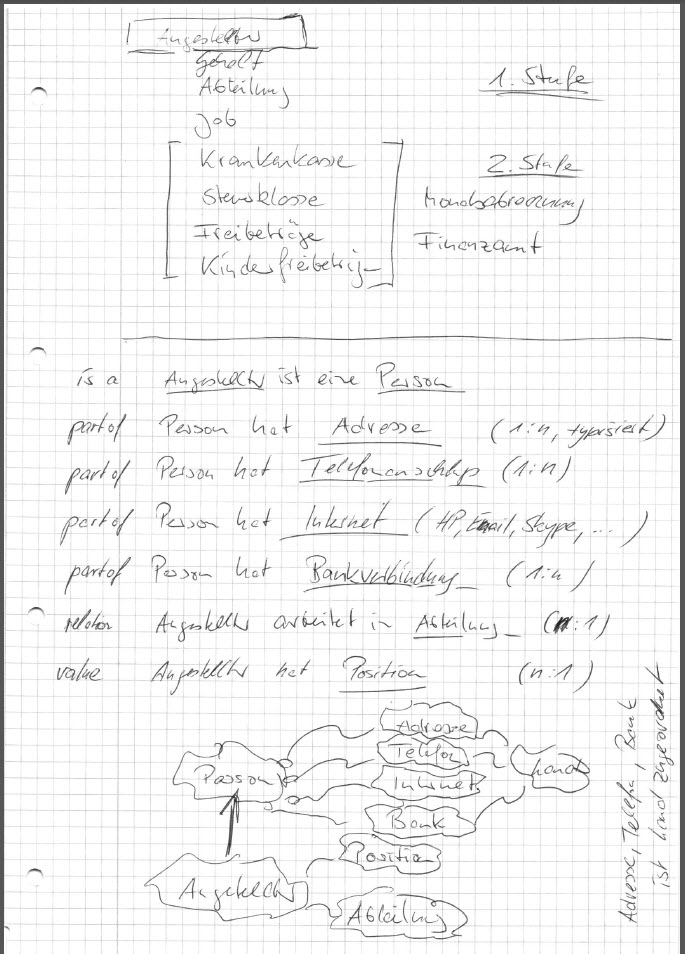 Angestellter
Gehalt
Abteilung
Job
1. Stufe
Krankenkasse
Steuerklasse
Freibeträge
Kinderfreibeträge
2. Stufe
Monatsabrechnung
Finanzamt
is a Angestellter ist eine Person
part of Person hat Adresse (1:n, typisiert)
part of Person hat Telefonanschluss (1:n)
part of Person hat Internet (HP, Email, Skype, ...)
part of Person hat Bankverbindung (1:n)
relation Angestellter arbeitet in Abteilung (n:1)
value Angestellter hat Position (n:1)
Adresse
Telefon
Person
Internet
Land
Bank
Position
Angestellter
Abteilung
Adresse, Telefon, Bank
ist Land zugeordnet